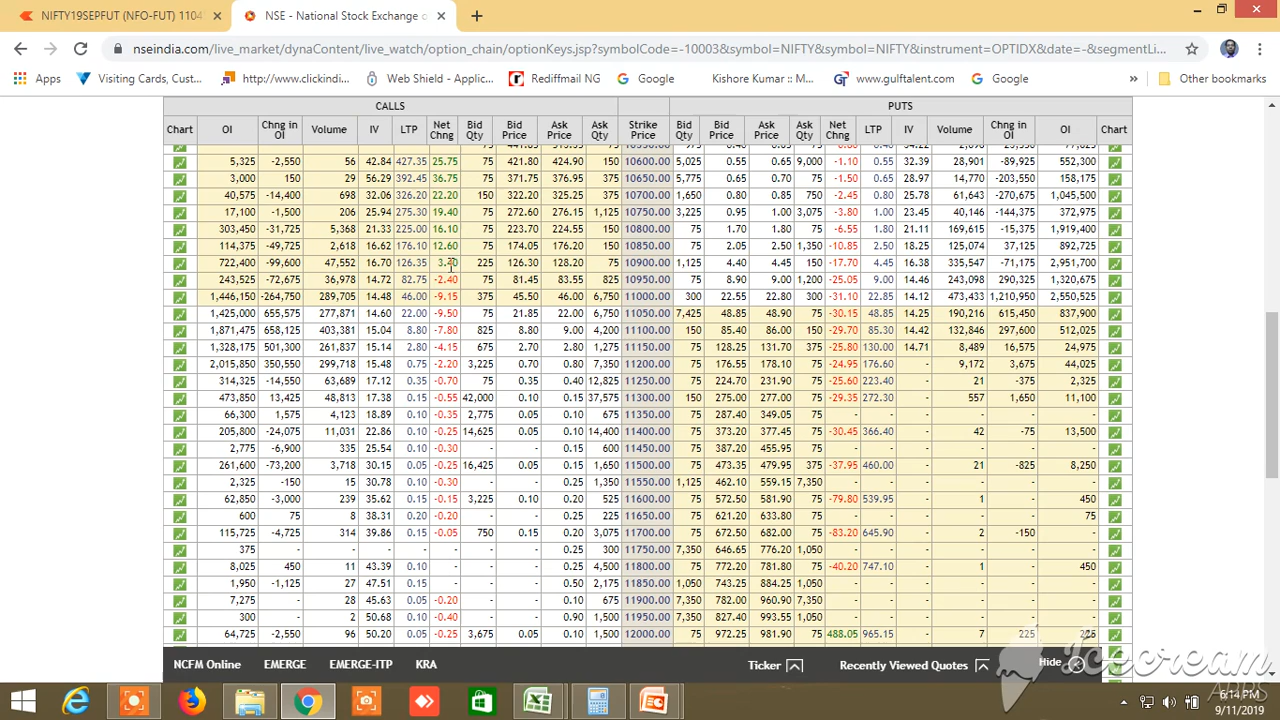 NIFTY19SEPFUT (NFO-FUT) 1104
NSE - National Stock Exchange o
nseindia.com/live_market/dynaContent/live_watch/option_chain/optionKeys.jsp?symbolCode=-10003&symbol=NIFTY&symbol=NIFTY&instrument=OPTIDX&date=-&segmentLi...
Apps Visiting Cards, Cust... http://www.clickindi... Web Shield - Applic... Rediffmail NG Google Kishore Kumar :: M... www.gulftalent.com Google » Other bookmarks
CALLS PUTS
Chart OI Chng in OI Volume IV LTP Net Chng Bid Qty Bid Price Ask Price Ask Qty Strike Price Bid Qty Bid Price Ask Price Ask Qty Net Chng LTP IV Volume Chng in OI OI Chart
5,325 -2,550 56 42.84 427.35 25.75 75 421.80 424.90 150 10600.00 5,025 0.55 0.65 9,000 -1.10 0.55 32.39 28,901 -89,925 552,300
3,000 150 29 56.29 392.45 36.75 75 371.75 376.95 375 10650.00 775 0.65 0.70 75 -1.50 0.65 28.97 14,770 -203,550 158,175
40,575 -14,400 698 33.06 326.20 22.20 150 322.20 325.25 375 10700.00 1,650 0.80 0.85 750 -2.45 0.80 25.78 61,643 -270,675 1,045,500
17,100 -1,500 206 25.94 275.30 19.40 75 272.60 276.15 1,125 10750.00 3,225 0.95 1.00 3,075 -3.80 1.00 23.45 40,146 -144,375 372,975
303,450 -31,725 5,368 21.33 225.00 16.10 75 223.70 224.55 150 10800.00 75 1.70 1.80 75 -6.55 1.80 21.11 169,615 -15,375 1,919,400
114,375 -49,725 2,618 16.62 176.10 12.60 75 174.05 176.20 150 10850.00 75 2.05 2.50 1,350 -10.85 2.50 18.25 125,074 37,125 892,725
722,400 -99,600 47,552 16.70 126.35 225 126.30 128.20 75 10900.00 1,125 4.40 4.45 150 -17.70 4.45 16.38 335,547 -71,175 2,951,700
243,525 -72,675 36,978 14.72 82.75 -2.40 75 81.45 83.55 825 10950.00 75 8.90 9.00 1,200 -25.05 9.00 14.46 243,098 290,325 1,320,675
1,446,150 -264,750 289,705 14.48 46.00 -9.15 375 45.50 46.00 6,750 11000.00 300 22.55 22.80 300 -31.10 22.85 14.12 473,433 1,210,950 2,550,525
1,425,000 655,575 277,871 14.60 22.00 -9.50 75 21.85 22.00 6,750 11050.00 7,425 48.85 48.90 75 -30.15 48.85 14.25 190,216 615,450 837,900
1,871,475 658,125 403,381 15.04 8.80 -7.80 825 8.80 9.00 4,200 11100.00 150 85.40 86.00 150 -29.70 85.30 14.42 132,846 297,600 512,025
1,328,175 501,300 261,837 15.14 2.80 -4.15 675 2.70 2.80 1,275 11150.00 75 128.25 131.70 375 -25.80 130.00 14.71 8,489 16,575 24,975
2,015,850 350,550 299,718 15.48 0.75 -2.20 3,225 0.70 0.80 7,350 11200.00 75 176.55 178.10 75 -24.95 176.60 - 9,172 3,675 44,025
314,325 -14,550 63,689 17.12 0.35 -0.70 75 0.35 0.40 12,825 11250.00 75 224.70 231.90 75 -25.60 223.40 - 21 -375 2,325
473,850 13,425 48,813 17.38 0.15 -0.55 42,000 0.10 0.15 37,575 11300.00 150 275.00 277.00 75 -29.35 272.30 - 557 1,650 11,100
66,300 1,575 4,123 18.89 0.10 -0.35 2,775 0.05 0.10 675 11350.00 75 287.40 349.05 75 - - - - - -
205,800 -24,075 11,031 22.86 0.10 -0.25 14,625 0.05 0.10 14,400 11400.00 75 373.20 377.45 75 -30.45 366.40 - 42 -75 13,500
2,775 -6,900 335 25.54 0.10 -0.30 - - 0.15 600 11450.00 75 387.20 455.95 75 - - - - - -
261,600 -73,200 3,718 30.15 0.05 -0.25 16,425 0.05 0.15 1,650 11500.00 75 473.35 479.95 375 -37.95 460.00 - 21 -825 8,250
2,325 -150 15 30.78 0.10 -0.30 - - 0.25 1,350 11550.00 1,125 462.10 559.15 7,350 - - - - - -
62,850 -3,000 239 35.62 0.15 -0.15 3,225 0.10 0.20 525 11600.00 75 572.50 581.90 75 -79.80 539.95 - 1 - 450
600 75 8 38.31 0.20 -0.20 - - 0.25 225 11650.00 75 621.20 633.80 75 - - - - - 75
115,725 -4,725 314 39.86 0.10 -0.05 750 0.15 0.20 3,075 11700.00 75 672.50 682.00 75 -83.20 645.90 - 2 -150 -
375 - - - - - - - 0.25 300 11750.00 7,350 646.65 776.20 1,050 - - - - - -
8,025 450 11 43.39 0.10 - - - 0.25 4,500 11800.00 75 772.20 781.80 75 -40.20 747.10 - 1 - 450
1,950 -1,125 27 47.51 0.15 - - - 0.50 2,175 11850.00 1,050 743.25 884.25 1,050 - - - - - -
7,275 - 28 45.63 0.10 -0.20 - - 0.10 675 11900.00 7,350 782.00 960.90 7,350 - - - - - -
300 - 2 50.68 0.10 -0.40 - - 0.90 1,500 11950.00 7,350 827.40 993.55 1,050 - - - - - -
64,725 -2,550 96 50.20 0.05 -0.25 3,675 0.05 0.10 1,500 12000.00 75 972.25 981.90 75 488.05 965.15 - 7 225 225
NCFM Online EMERGE EMERGE-ITP KRA Ticker Recently Viewed Quotes Hide
Icecream
APPS
6:14 PM
9/11/2019